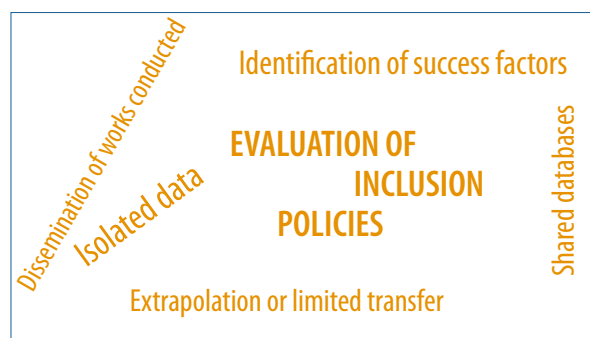 Identification of success factors
Dissemination of works conducted
Isolated data
EVALUATION OF
INCLUSION
POLICIES
Shared databases
Extrapolation or limited transfer